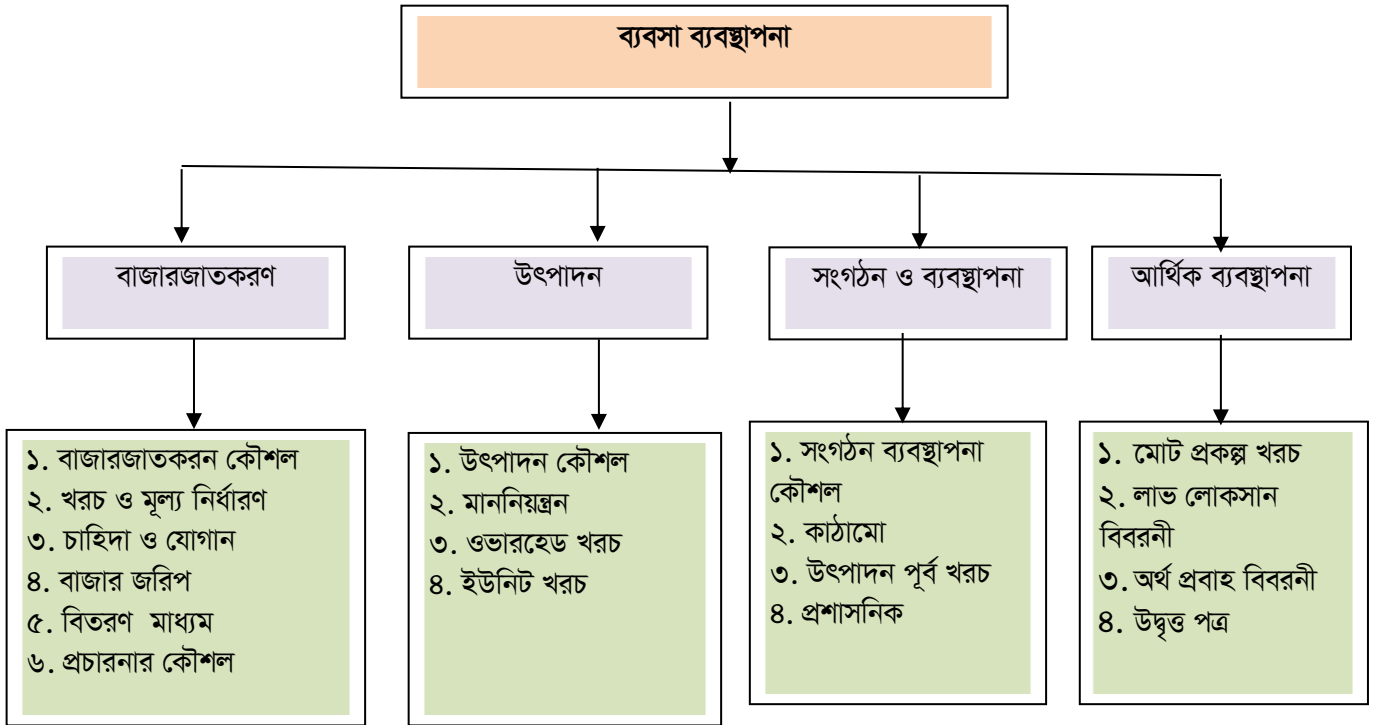 ব্যবসা ব্যবস্থাপনা
বাজারজাতকরণ
উৎপাদন
সংগঠন ও ব্যবস্থাপনা
আর্থিক ব্যবস্থাপনা
১. বাজারজাতকরন কৌশল
২. খরচ ও মূল্য নির্ধারণ
৩. চাহিদা ও যোগান
৪. বাজার জরিপ
৫. বিতরণ মাধ্যম
৬. প্রচারনার কৌশল
১. উৎপাদন কৌশল
২. মাননিয়ন্ত্রন
৩. ওভারহেড খরচ
৪. ইউনিট খরচ
১. সংগঠন ব্যবস্থাপনা
কৌশল
২. কাঠামো
৩. উৎপাদন পূর্ব খরচ
৪. প্রশাসনিক
১. মোট প্রকল্প খরচ
২. লাভ লোকসান
বিবরনী
৩. অর্থ প্রবাহ বিবরনী
৪. উদ্বৃত্ত পত্র